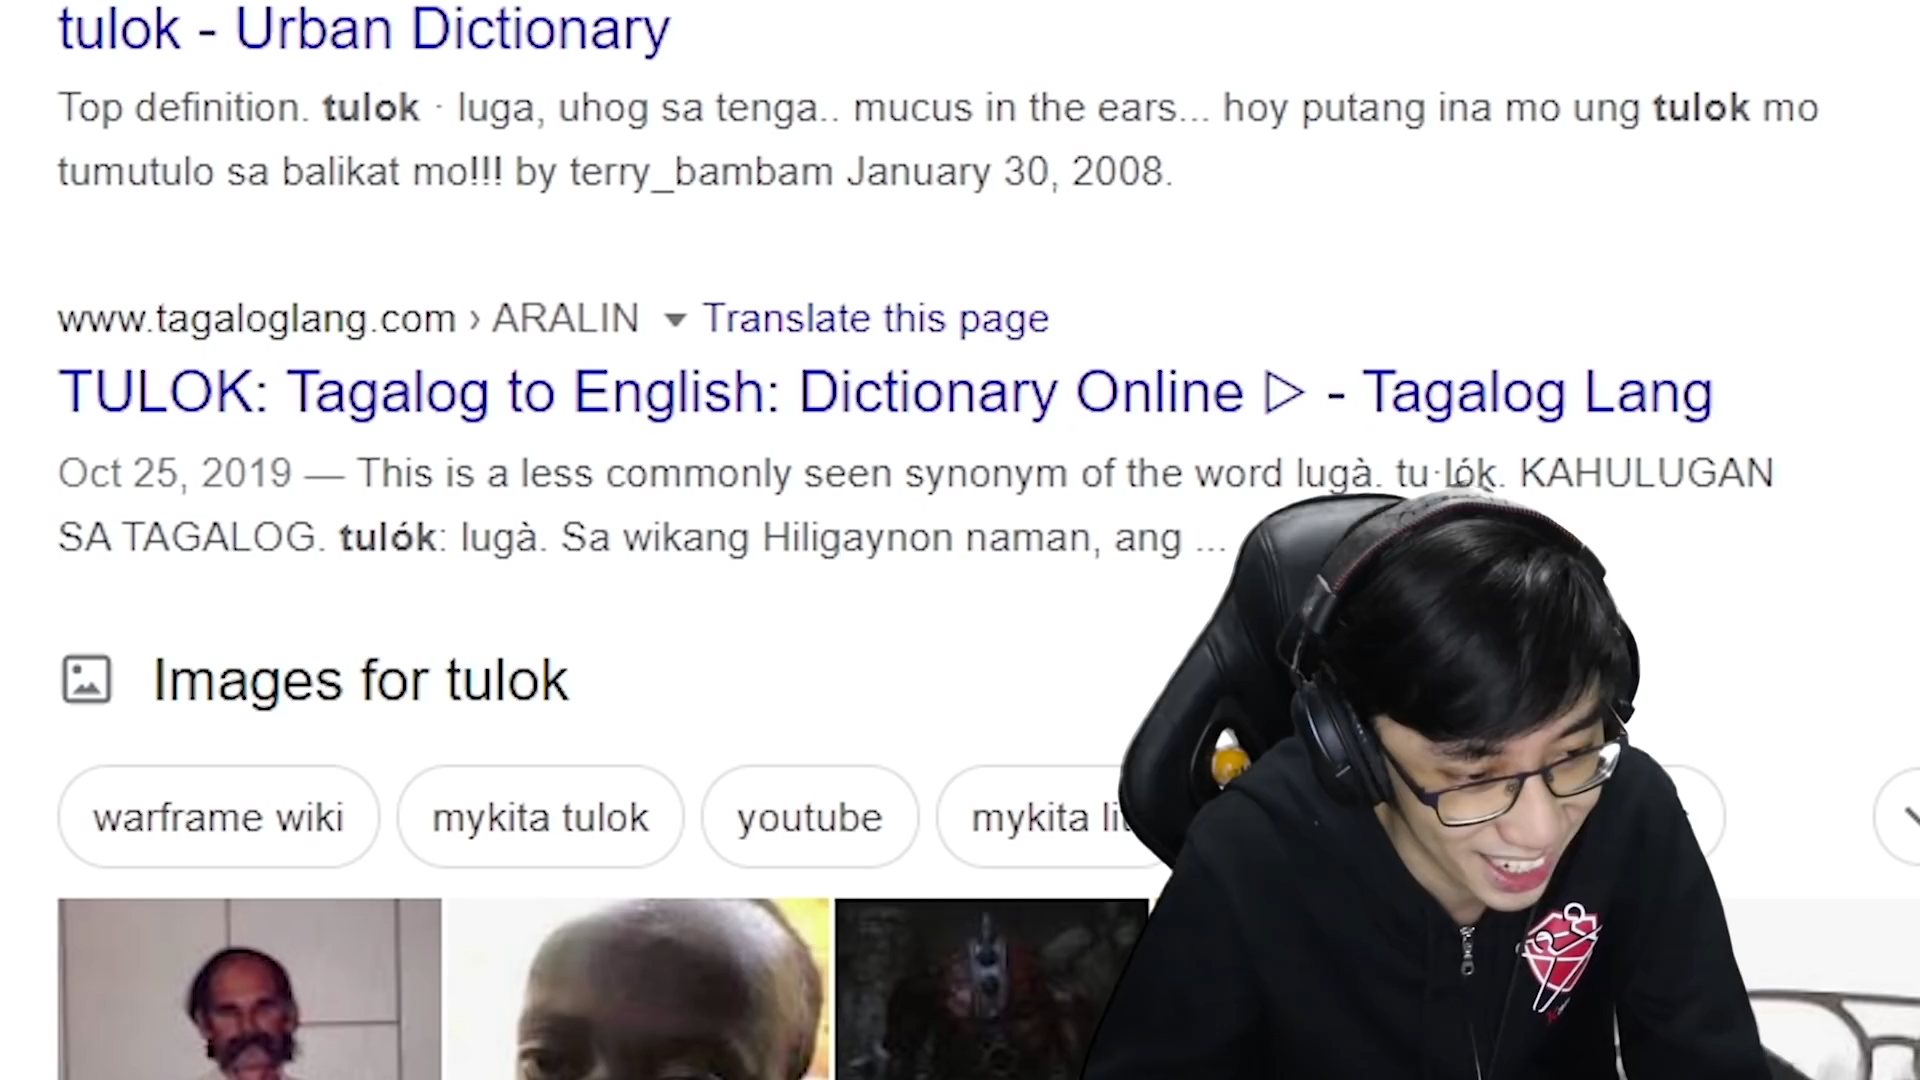 tulok - Urban Dictionary
Top definition. tulok · luga, uhog sa tenga.. mucus in the ears... hoy putang ina mo ung tulok mo
tumutulo sa balikat mo!!! by terry_bambam January 30, 2008.
www.tagaloglang.com › ARALIN ▼ Translate this page
TULOK: Tagalog to English: Dictionary Online ▷ - Tagalog Lang
Oct 25, 2019 — This is a less commonly seen synonym of the word lugà. tu·lók. KAHULUGAN
SA TAGALOG. tulók: lugà. Sa wikang Hiligaynon naman, ang ...
Images for tulok
warframe wiki mykita tulok youtube mykita